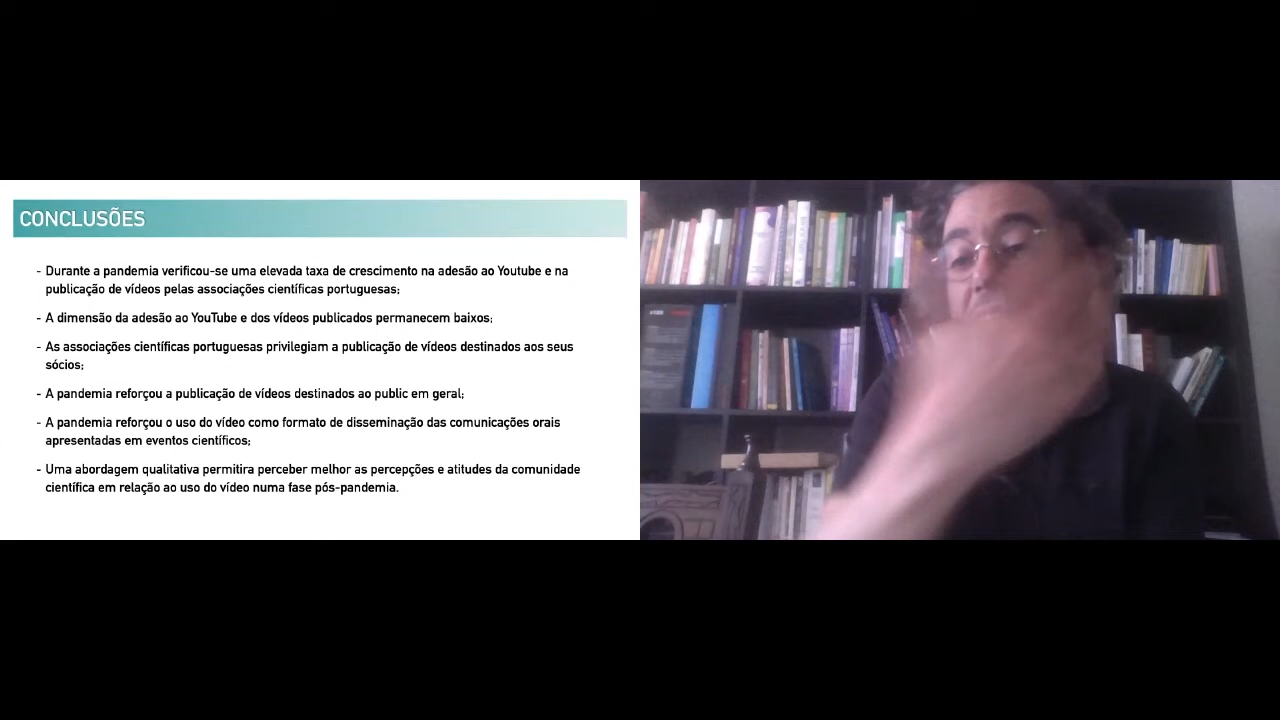 CONCLUSÕES
- Durante a pandemia verificou-se uma elevada taxa de crescimento na adesão ao Youtube e na
publicação de vídeos pelas associações científicas portuguesas;
- A dimensão da adesão ao YouTube e dos vídeos publicados permanecem baixos;
- As associações científicas portuguesas privilegiam a publicação de vídeos destinados aos seus
sócios;
- A pandemia reforçou a publicação de vídeos destinados ao public em geral;
- A pandemia reforçou o uso do vídeo como formato de disseminação das comunicações orais
apresentadas em eventos científicos;
- Uma abordagem qualitativa permitira perceber melhor as percepções e atitudes da comunidade
científica em relação ao uso do vídeo numa fase pós-pandemia.